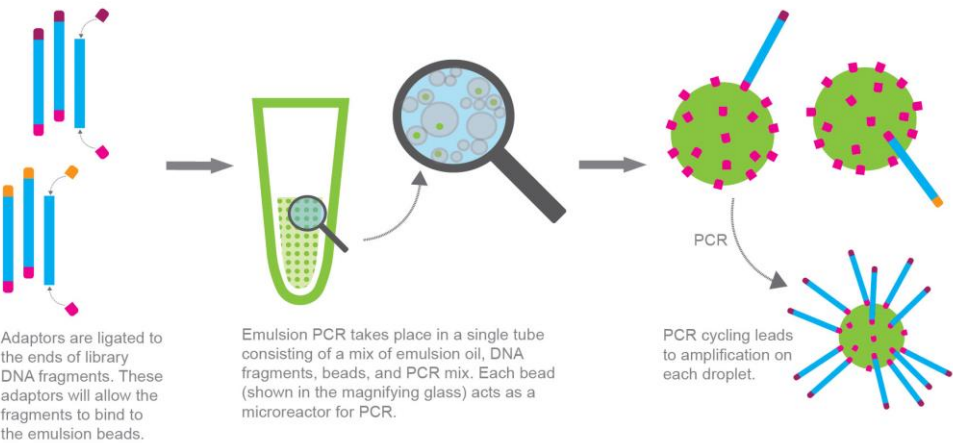 Adaptors are ligated to
the ends of library
DNA fragments. These
adaptors will allow the
fragments to bind to
the emulsion beads.
Emulsion PCR takes place in a single tube
consisting of a mix of emulsion oil, DNA
fragments, beads, and PCR mix. Each bead
(shown in the magnifying glass) acts as a
microreactor for PCR.
PCR
PCR cycling leads
to amplification on
each droplet.